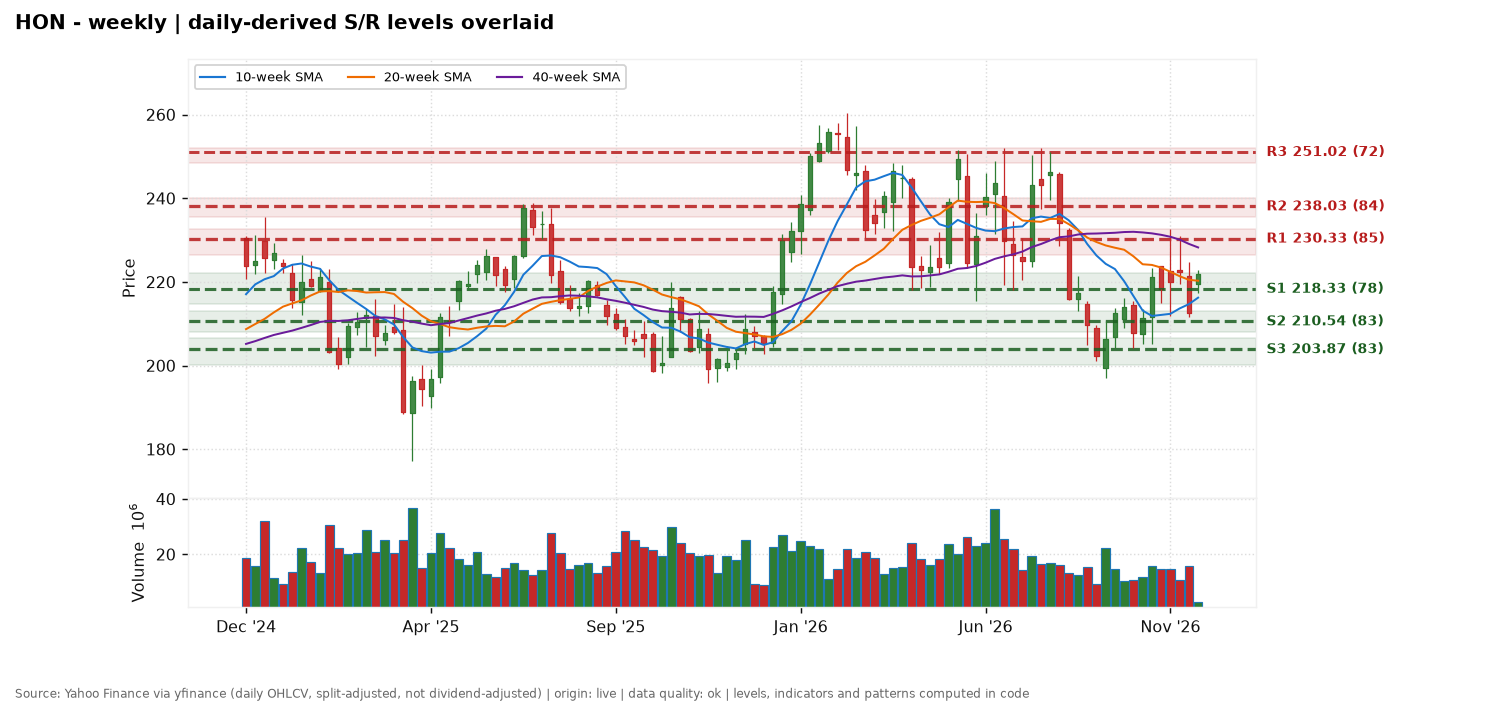 HON - weekly | daily-derived S/R levels overlaid
10-week SMA
20-week SMA
40-week SMA
Price
260
240
220
200
180
R3 251.02 (72)
R2 238.03 (84)
R1 230.33 (85)
S1 218.33 (78)
S2 210.54 (83)
S3 203.87 (83)
Volume 10⁶
40
20
Dec '24
Apr '25
Sep '25
Jan '26
Jun '26
Nov '26
Source: Yahoo Finance via yfinance (daily OHLCV, split-adjusted, not dividend-adjusted) | origin: live | data quality: ok | levels, indicators and patterns computed in code